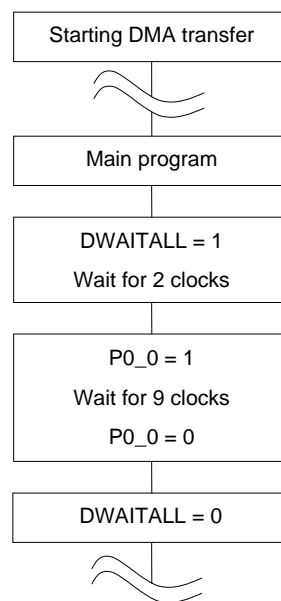 Starting DMA transfer
Main program
DWAITALL = 1
Wait for 2 clocks
P0_0 = 1
Wait for 9 clocks
P0_0 = 0
DWAITALL = 0